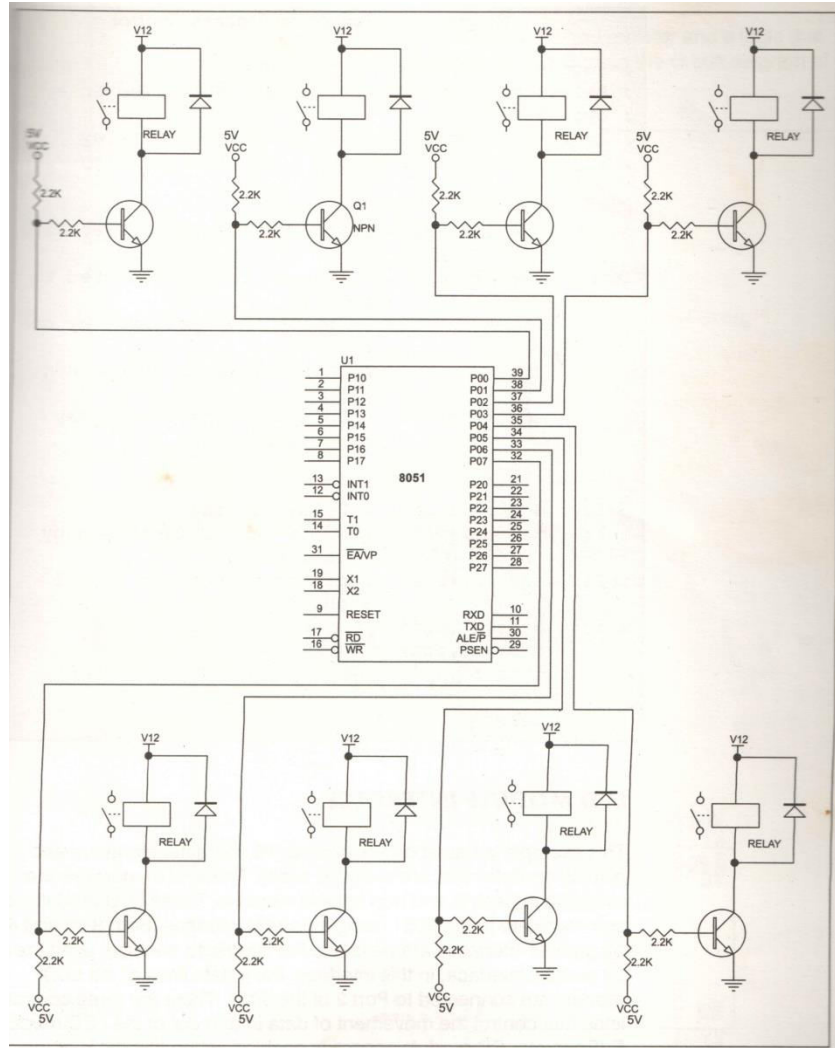 V12
V12
V12
V12
RELAY
RELAY
RELAY
RELAY
5V
VCC
5V
VCC
5V
VCC
5V
VCC
2.2K
2.2K
2.2K
2.2K
2.2K
2.2K
2.2K
2.2K
Q1
NPN
U1
8051
1 P10
2 P11
3 P12
4 P13
5 P14
6 P15
7 P16
8 P17
13 INT1
12 INT0
15 T1
14 T0
31 EA/VP
19 X1
18 X2
9 RESET
17 RD
16 WR
P00 39
P01 38
P02 37
P03 36
P04 35
P05 34
P06 33
P07 32
P20 21
P21 22
P22 23
P23 24
P24 25
P25 26
P26 27
P27 28
RXD 10
TXD 11
ALE/P 30
PSEN 29
V12
V12
V12
V12
RELAY
RELAY
RELAY
RELAY
2.2K
2.2K
2.2K
2.2K
2.2K
2.2K
2.2K
2.2K
VCC
5V
VCC
5V
VCC
5V
VCC
5V